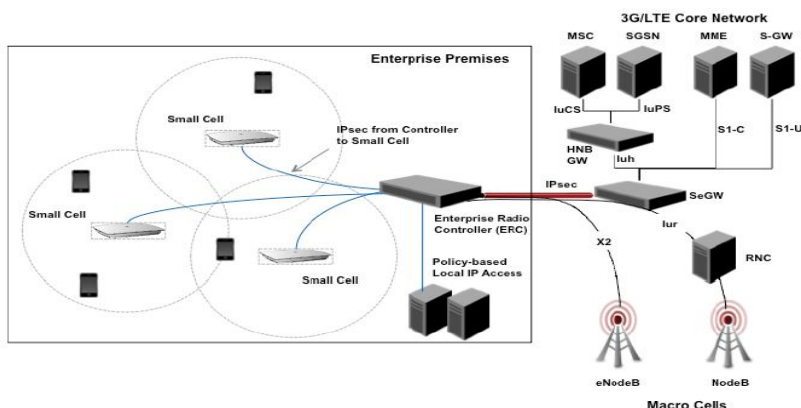 3G/LTE Core Network
MSC
SGSN
MME
S-GW
Enterprise Premises
Small Cell
IuCS
IuPS
IPsec from Controller
to Small Cell
S1-C
S1-U
HNB
GW
Iuh
IPsec
SeGW
Small Cell
Enterprise Radio
Controller (ERC)
Iur
X2
RNC
Small Cell
Policy-based
Local IP Access
eNodeB
NodeB
Macro Cells